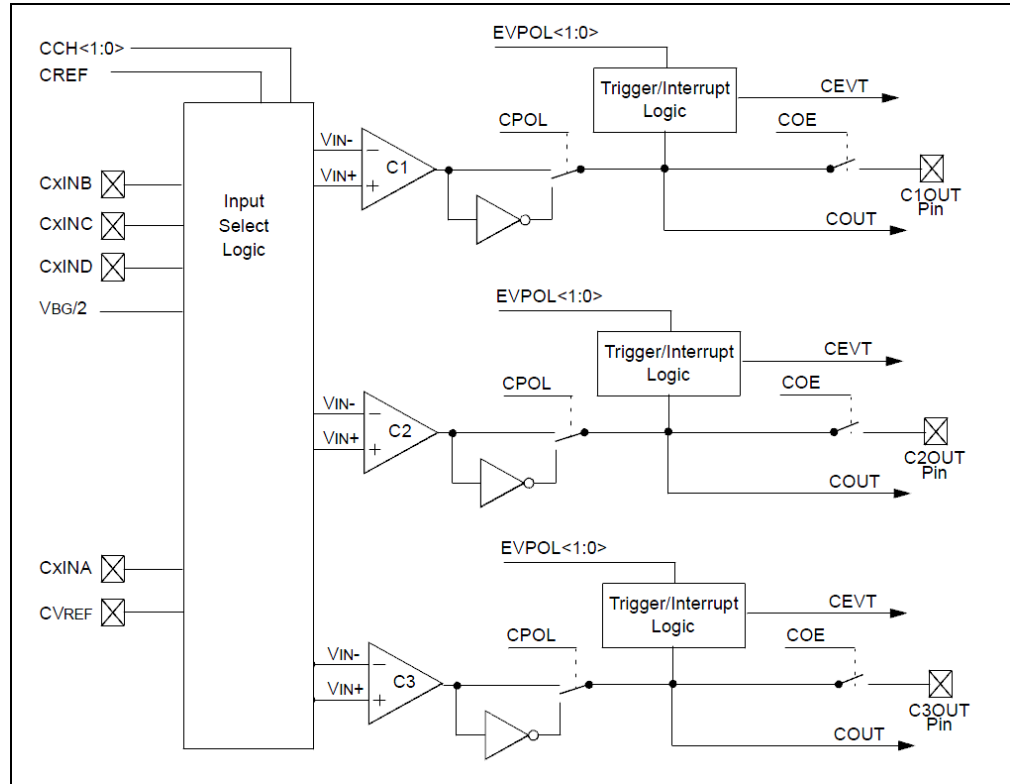 CCH<1:0>
CREF
CXINB
CXINC
CXIND
VBG/2
CXINA
CVREF
Input
Select
Logic
EVPOL<1:0>
Trigger/Interrupt
Logic
CEVT
CPOL
COE
VIN-
VIN+
−
+
C1
COUT
C1OUT
Pin
EVPOL<1:0>
Trigger/Interrupt
Logic
CEVT
CPOL
COE
VIN-
VIN+
−
+
C2
COUT
C2OUT
Pin
EVPOL<1:0>
Trigger/Interrupt
Logic
CEVT
CPOL
COE
VIN-
VIN+
−
+
C3
COUT
C3OUT
Pin